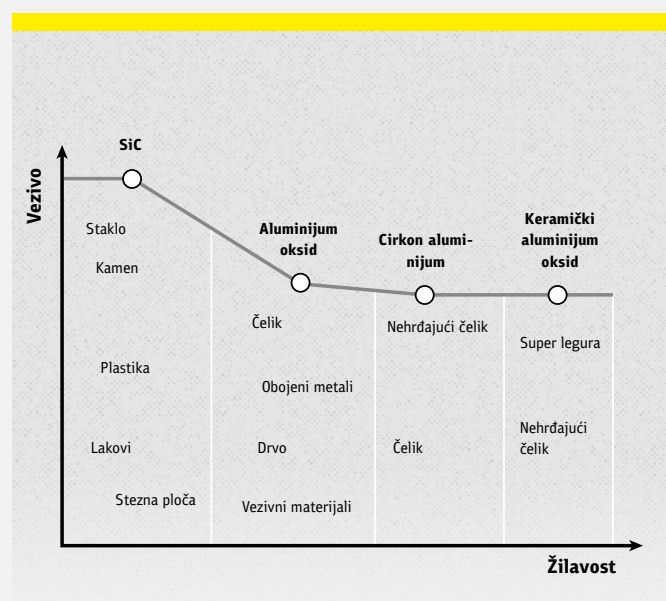 SiC
Vezivo
Staklo
Kamen
Plastika
Lakovi
Stezna ploča
Aluminijum
oksid
Čelik
Obojeni metali
Drvo
Vezivni materijali
Cirkon alumi-
nijum
Nehrđajući čelik
Čelik
Keramički
aluminijum
oksid
Super legura
Nehrđajući
čelik
Žilavost